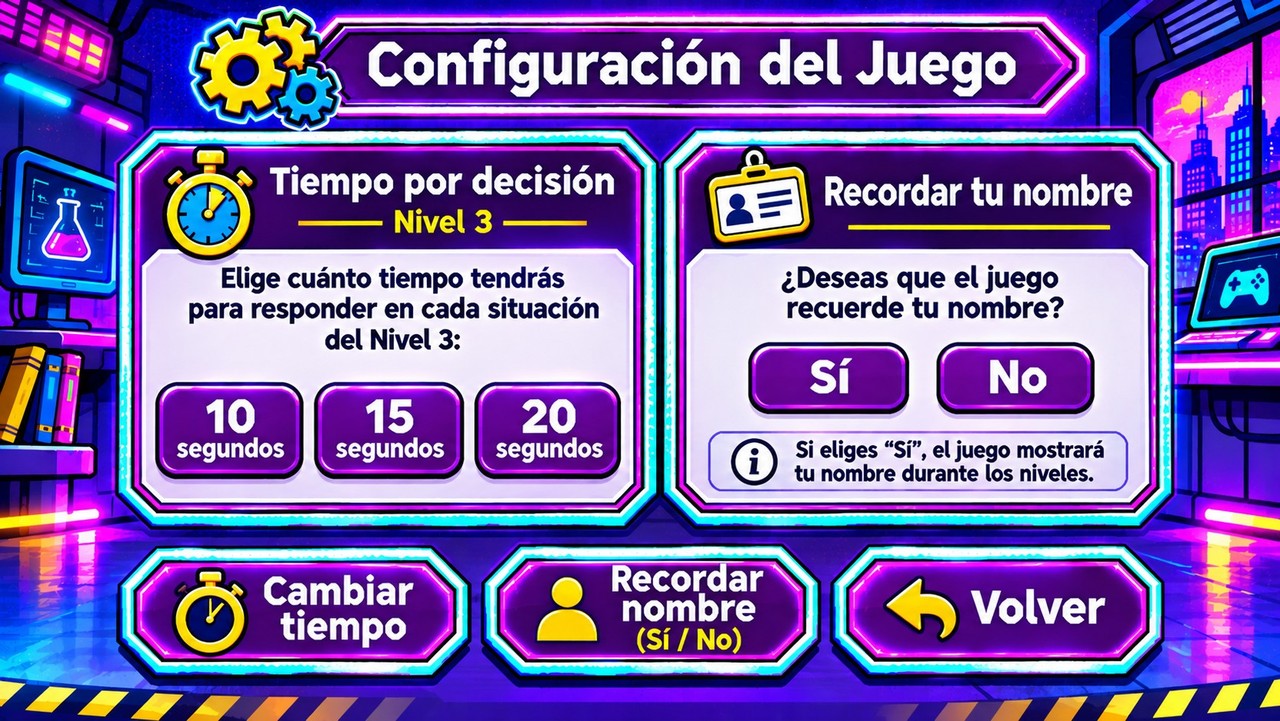 Configuración del Juego
Tiempo por decisión
Nivel 3
Elige cuánto tiempo tendrás
para responder en cada situación
del Nivel 3:
10
segundos
15
segundos
20
segundos
Recordar tu nombre
¿Deseas que el juego
recuerde tu nombre?
Sí
No
i
Si eliges “Sí”, el juego mostrará
tu nombre durante los niveles.
Cambiar
tiempo
Recordar
nombre
(Sí / No)
Volver